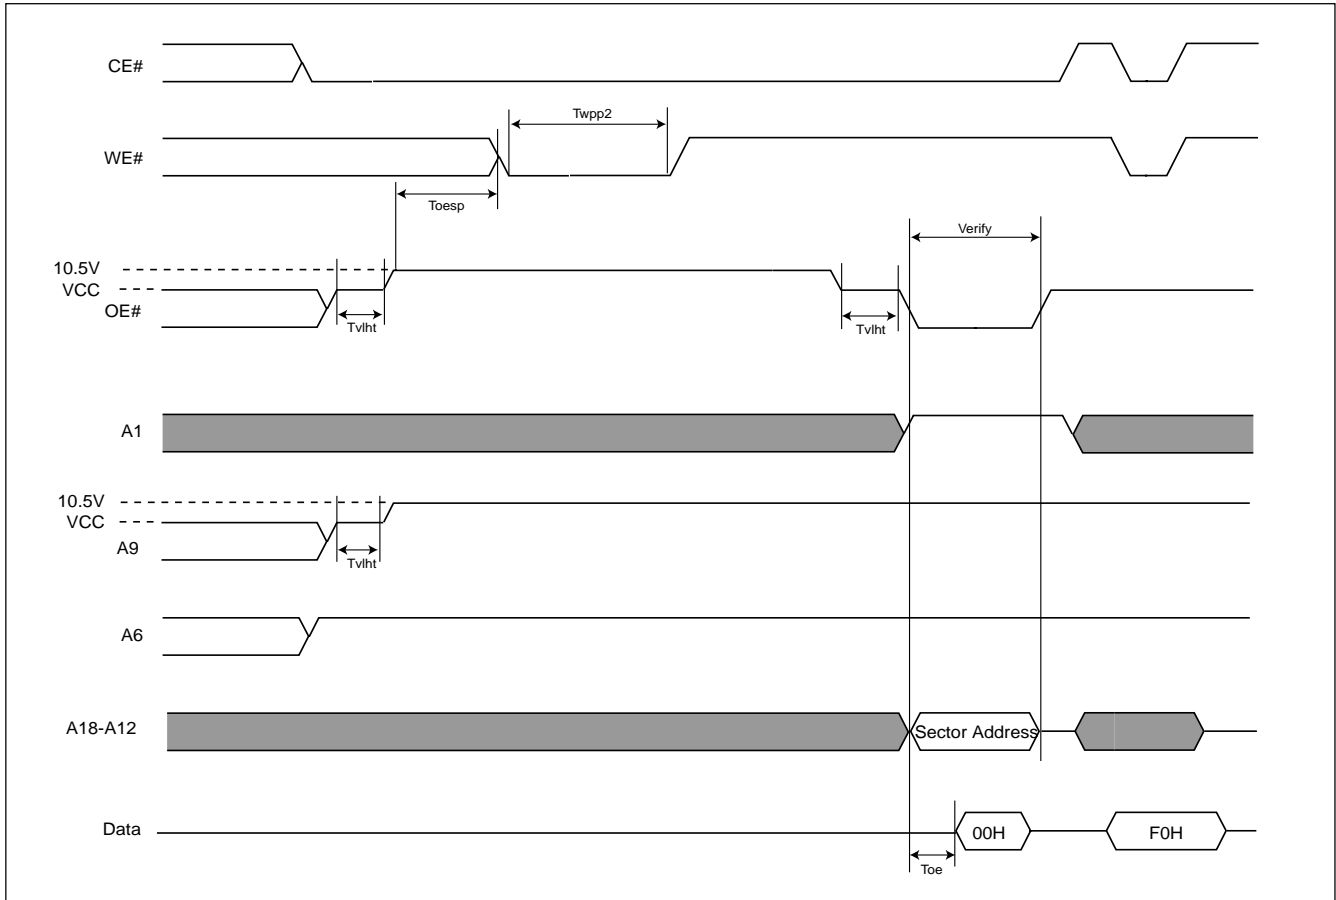 CE#
Twpp2
WE#
Toesp
Verify
10.5V
VCC
OE#
Tvlht
Tvlht
A1
10.5V
VCC
A9
Tvlht
A6
A18-A12
Sector Address
Data
00H
F0H
Toe